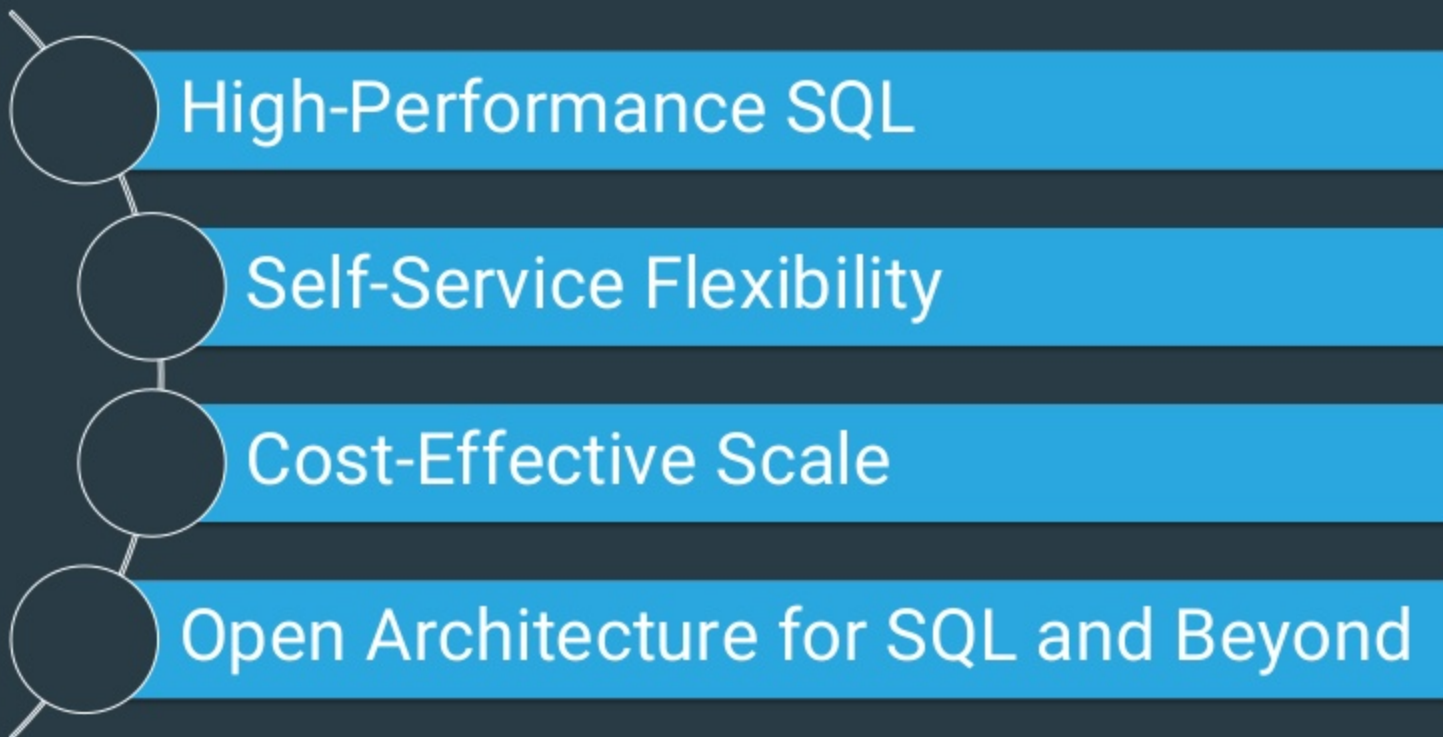 High-Performance SQL
Self-Service Flexibility
Cost-Effective Scale
Open Architecture for SQL and Beyond